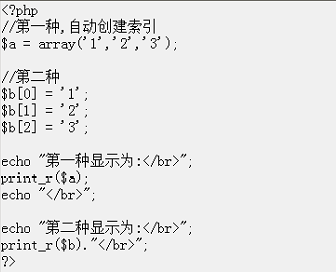 <?php
//第一种,自动创建索引
$a = array('1','2','3');
//第二种
$b[0] = '1';
$b[1] = '2';
$b[2] = '3';
echo "第一种显示为:</br>";
print_r($a);
echo "</br>";
echo "第二种显示为:</br>";
print_r($b)."</br>";
?>